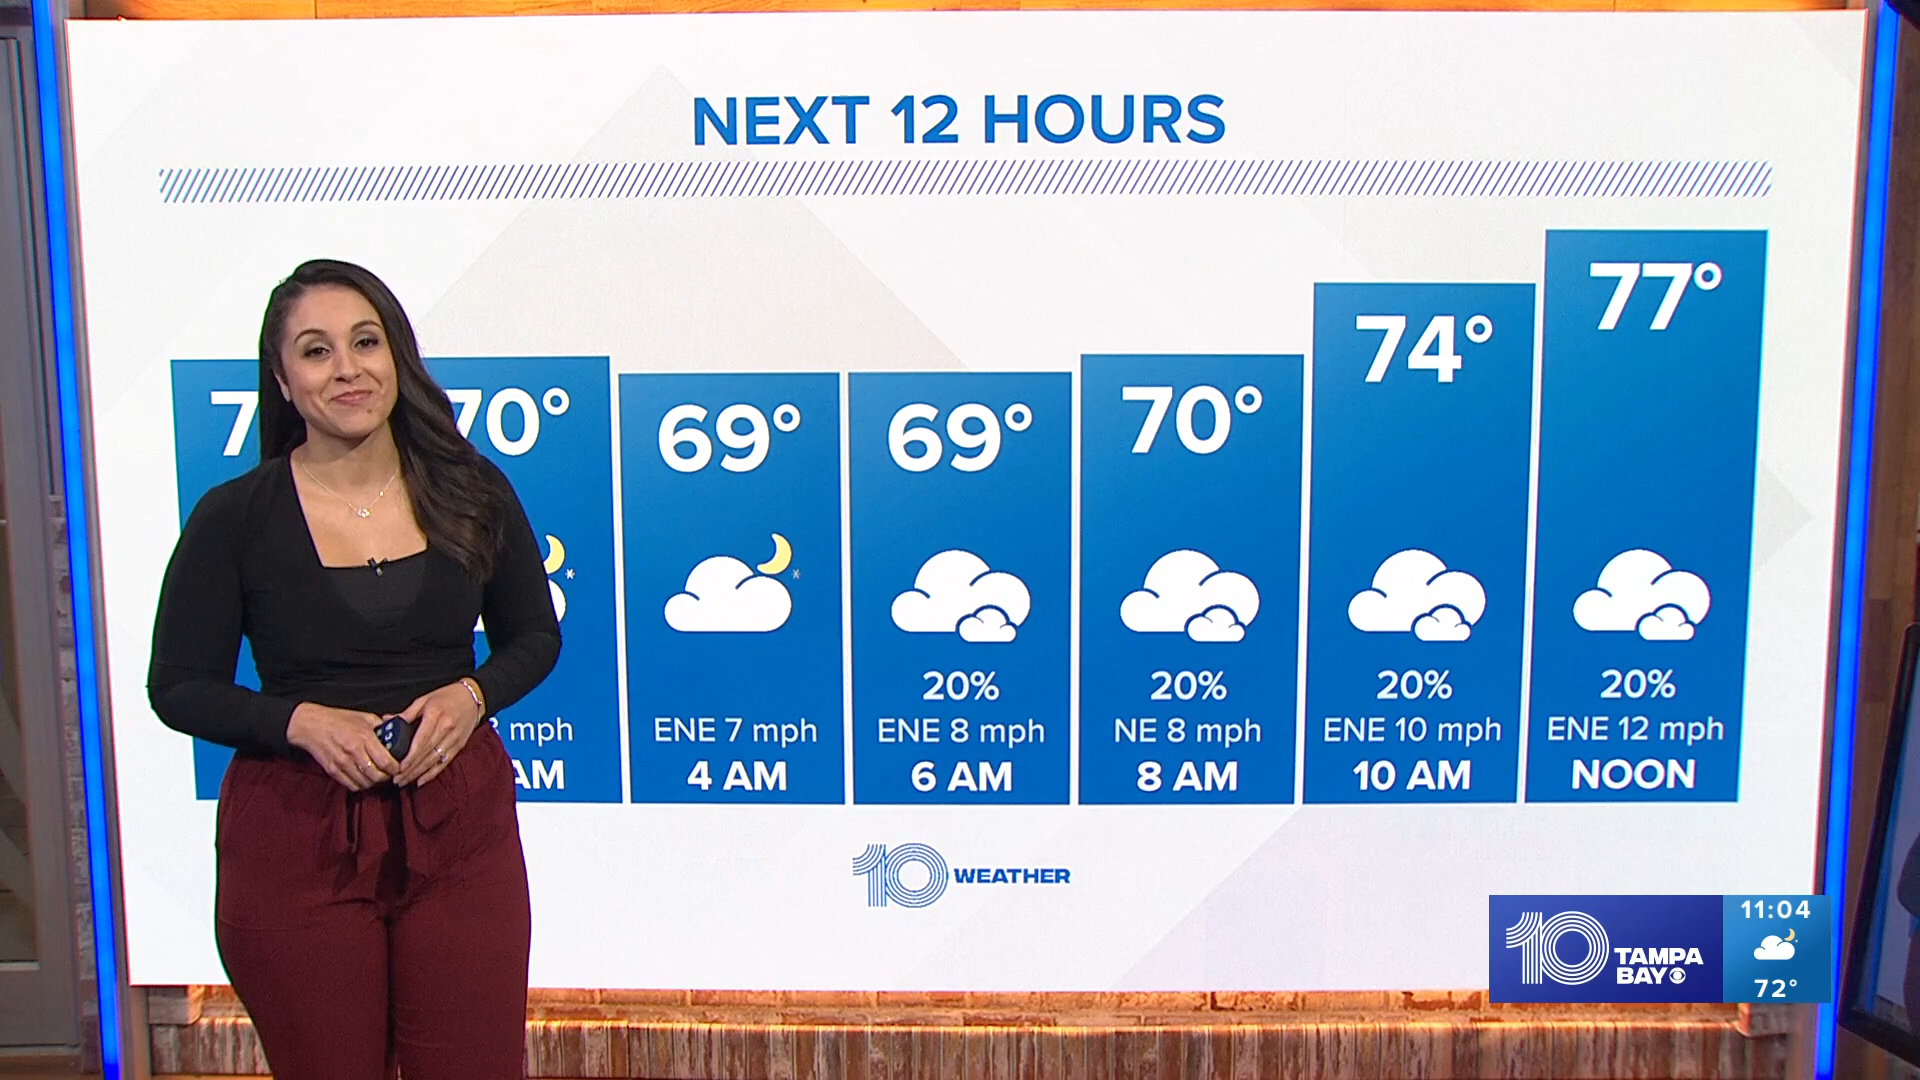 NEXT 12 HOURS
70°
69°
69°
70°
74°
77°
20%
20%
20%
20%
mph
ENE 7 mph
ENE 8 mph
NE 8 mph
ENE 10 mph
ENE 12 mph
AM
4 AM
6 AM
8 AM
10 AM
NOON
10 WEATHER
10 TAMPA BAY
11:04
72°